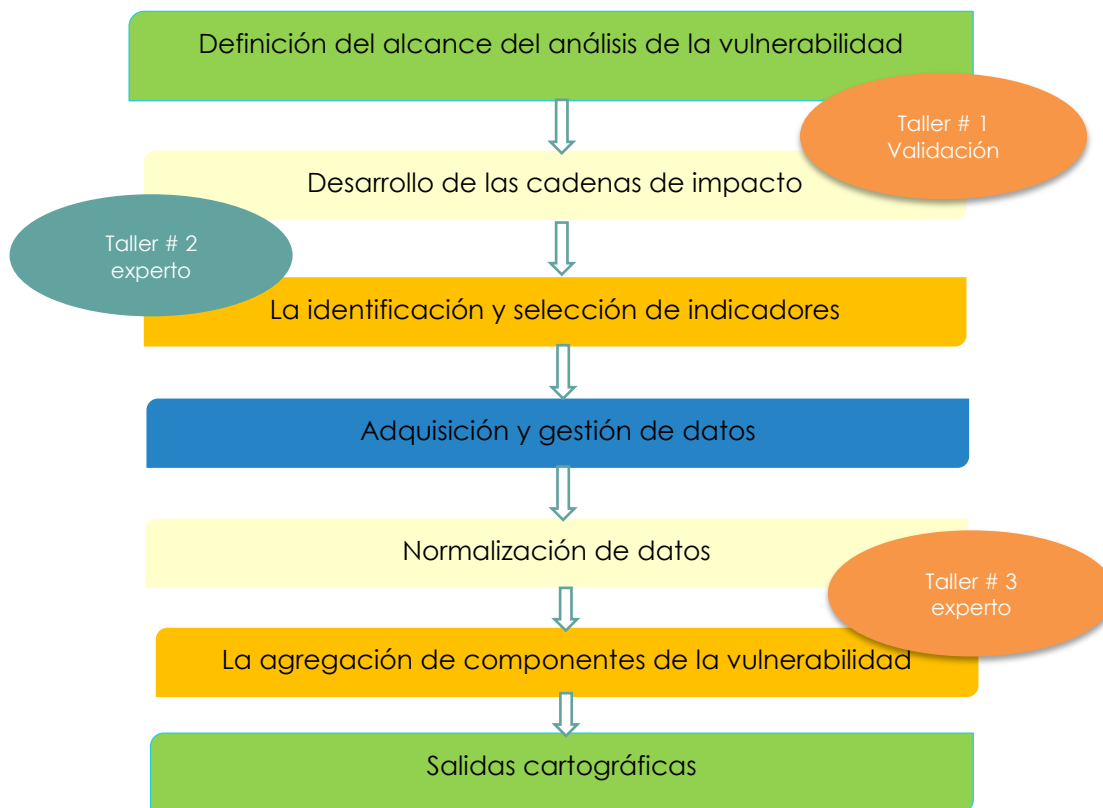 Definición del alcance del análisis de la vulnerabilidad
Taller # 1
Validación
Desarrollo de las cadenas de impacto
Taller # 2
experto
La identificación y selección de indicadores
Adquisición y gestión de datos
Normalización de datos
Taller # 3
experto
La agregación de componentes de la vulnerabilidad
Salidas cartográficas